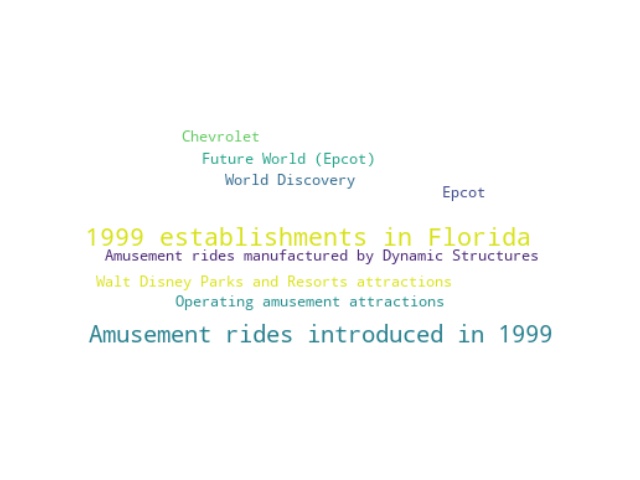 Chevrolet
Future World (Epcot)
World Discovery
Epcot
1999 establishments in Florida
Amusement rides manufactured by Dynamic Structures
Walt Disney Parks and Resorts attractions
Operating amusement attractions
Amusement rides introduced in 1999